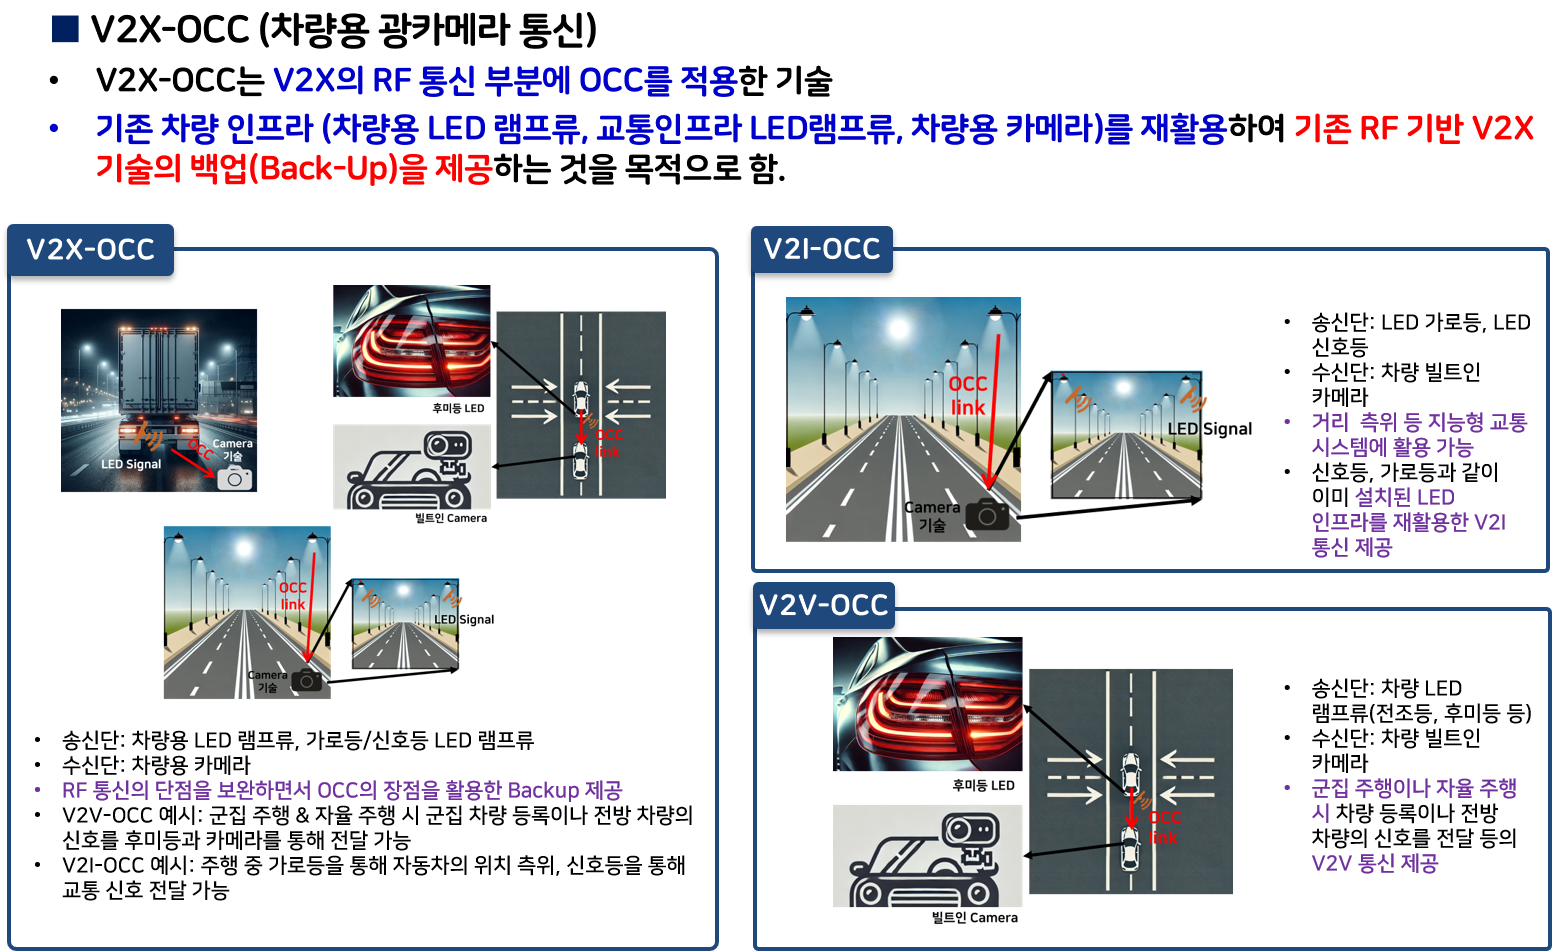 ■ V2X-OCC (차량용 광카메라 통신)
• V2X-OCC는 V2X의 RF 통신 부분에 OCC를 적용한 기술
• 기존 차량 인프라 (차량용 LED 램프류, 교통인프라 LED램프류, 차량용 카메라)를 재활용하여 기존 RF 기반 V2X
기술의 백업(Back-Up)을 제공하는 것을 목적으로 함.
V2X-OCC
LED Signal
OCC
Camera
기술
후미등 LED
빌트인 Camera
OCC
link
OCC
link
LED Signal
Camera
기술
• 송신단: 차량용 LED 램프류, 가로등/신호등 LED 램프류
• 수신단: 차량용 카메라
• RF 통신의 단점을 보완하면서 OCC의 장점을 활용한 Backup 제공
• V2V-OCC 예시: 군집 주행 & 자율 주행 시 군집 차량 등록이나 전방 차량의
신호를 후미등과 카메라를 통해 전달 가능
• V2I-OCC 예시: 주행 중 가로등을 통해 자동차의 위치 측위, 신호등을 통해
교통 신호 전달 가능
V2I-OCC
OCC
link
LED Signal
Camera
기술
• 송신단: LED 가로등, LED
신호등
• 수신단: 차량 빌트인
카메라
• 거리 측위 등 지능형 교통
시스템에 활용 가능
• 신호등, 가로등과 같이
이미 설치된 LED
인프라를 재활용한 V2I
통신 제공
V2V-OCC
후미등 LED
빌트인 Camera
OCC
link
• 송신단: 차량 LED
램프류(전조등, 후미등 등)
• 수신단: 차량 빌트인
카메라
• 군집 주행이나 자율 주행
시 차량 등록이나 전방
차량의 신호를 전달 등의
V2V 통신 제공